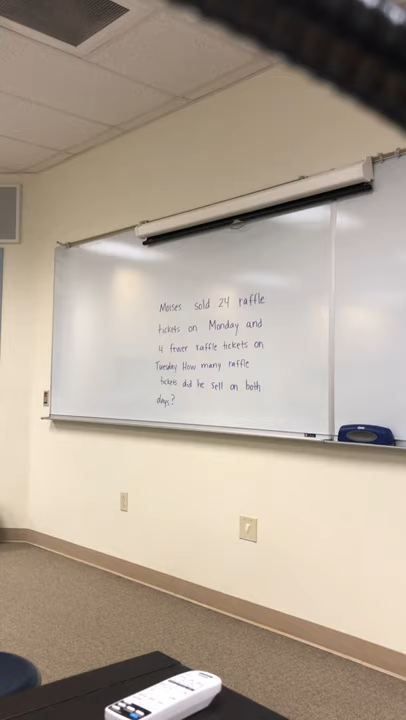 Moises sold 24 raffle
tickets on Monday and
4 fewer raffle tickets on
Tuesday How many raffle
tickets did he sell on both
days?